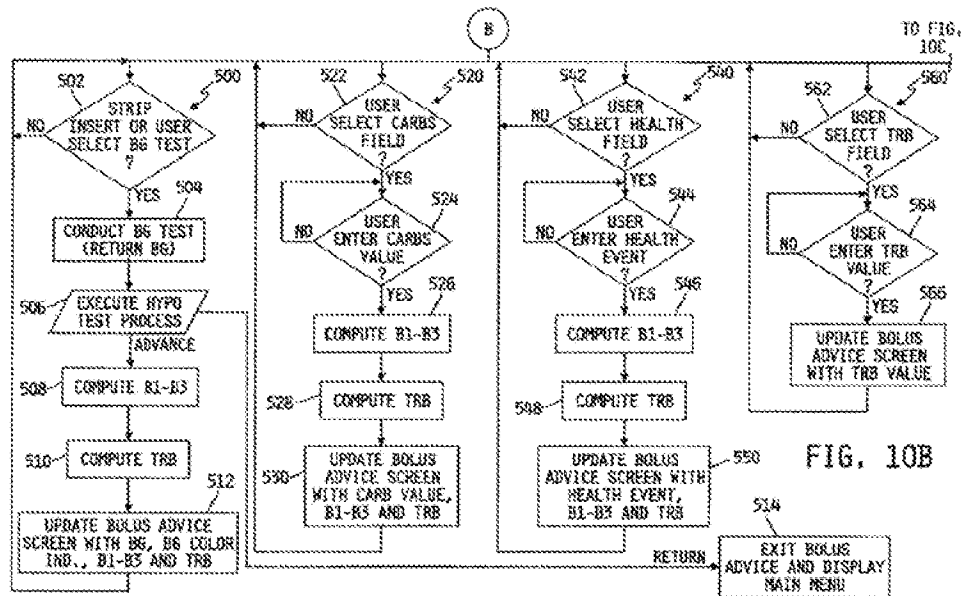 B
TO FIG.
10C
502
500
STRIP
INSERT OR USER
SELECT BG TEST
?
NO
YES
504
CONDUCT BG TEST
(RETURN BG)
506
EXECUTE HYPO
TEST PROCESS
ADVANCE
508
COMPUTE B1-B3
510
COMPUTE TRB
512
UPDATE BOLUS ADVICE
SCREEN WITH BG, BG COLOR
IND., B1-B3 AND TRB
522
520
USER
SELECT CARBS
FIELD
?
NO
YES
524
USER
ENTER CARBS
VALUE
?
NO
YES
526
COMPUTE B1-B3
528
COMPUTE TRB
530
UPDATE BOLUS
ADVICE SCREEN
WITH CARB VALUE,
B1-B3 AND TRB
542
540
USER
SELECT HEALTH
FIELD
?
NO
YES
544
USER
ENTER HEALTH
EVENT
?
NO
YES
546
COMPUTE B1-B3
548
COMPUTE TRB
550
UPDATE BOLUS
ADVICE SCREEN WITH
HEALTH EVENT,
B1-B3 AND TRB
562
560
USER
SELECT TRB
FIELD
?
NO
YES
564
USER
ENTER TRB
VALUE
?
NO
YES
566
UPDATE BOLUS
ADVICE SCREEN
WITH TRB VALUE
FIG. 10B
RETURN
514
EXIT BOLUS
ADVICE AND DISPLAY
MAIN MENU